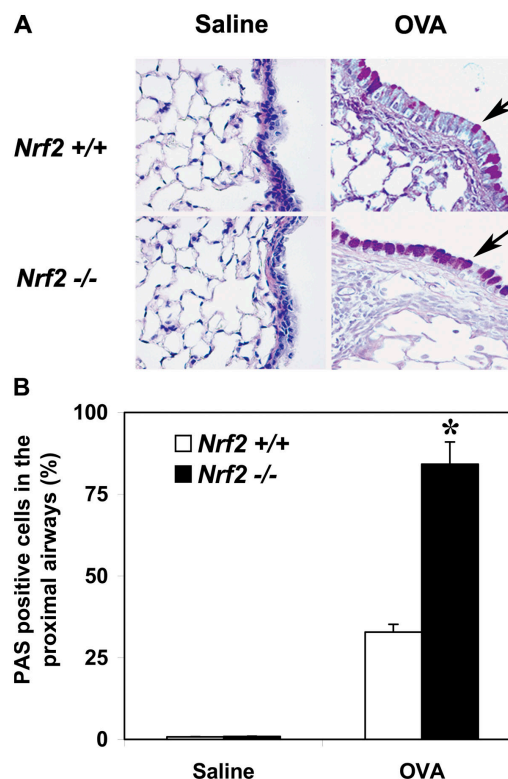 A
Saline OVA
Nrf2 +/+
Nrf2 -/-
B
PAS positive cells in the
proximal airways (%)
100
75
50
25
0
Nrf2 +/+
Nrf2 -/-
*
Saline OVA